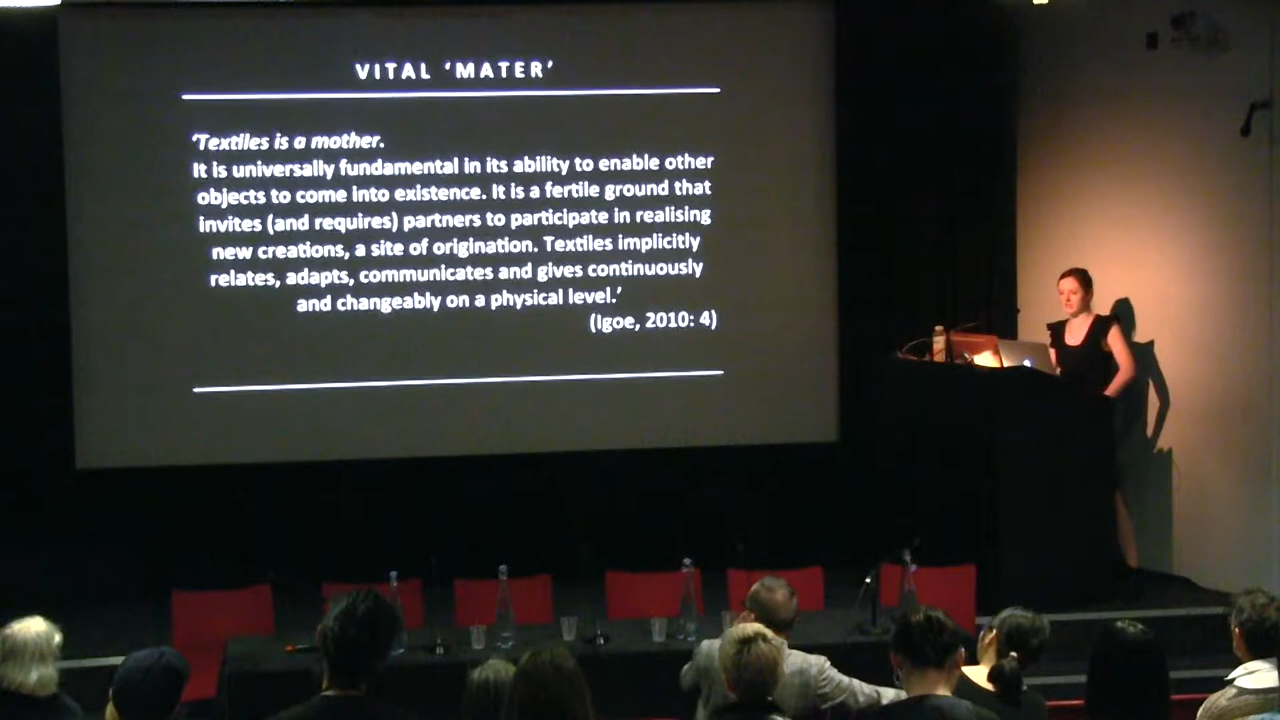 VITAL ‘MATER’
‘Textiles is a mother.
It is universally fundamental in its ability to enable other
objects to come into existence. It is a fertile ground that
invites (and requires) partners to participate in realising
new creations, a site of origination. Textiles implicitly
relates, adapts, communicates and gives continuously
and changeably on a physical level.’
(Igoe, 2010: 4)